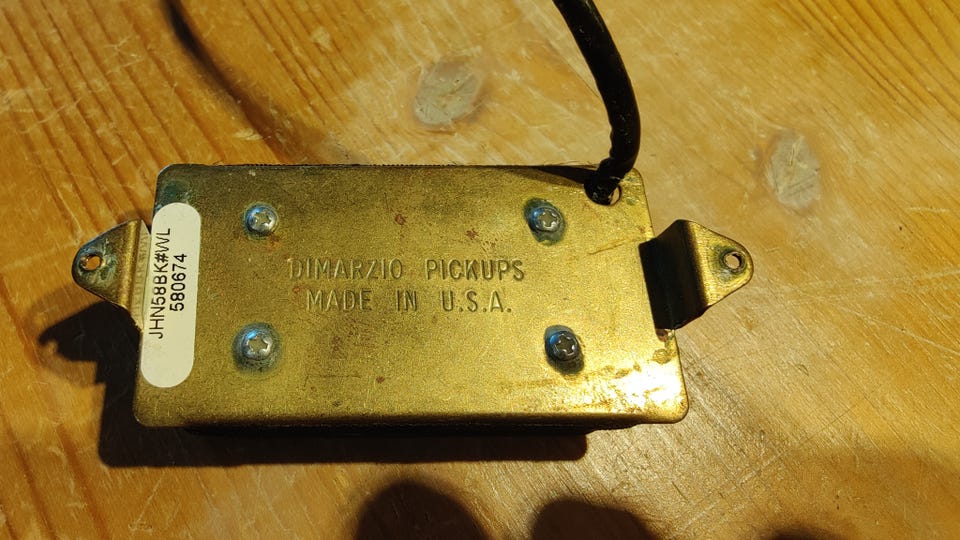 DIMARZIO PICKUPS
MADE IN U.S.A.
JHN58BK#WL
580674